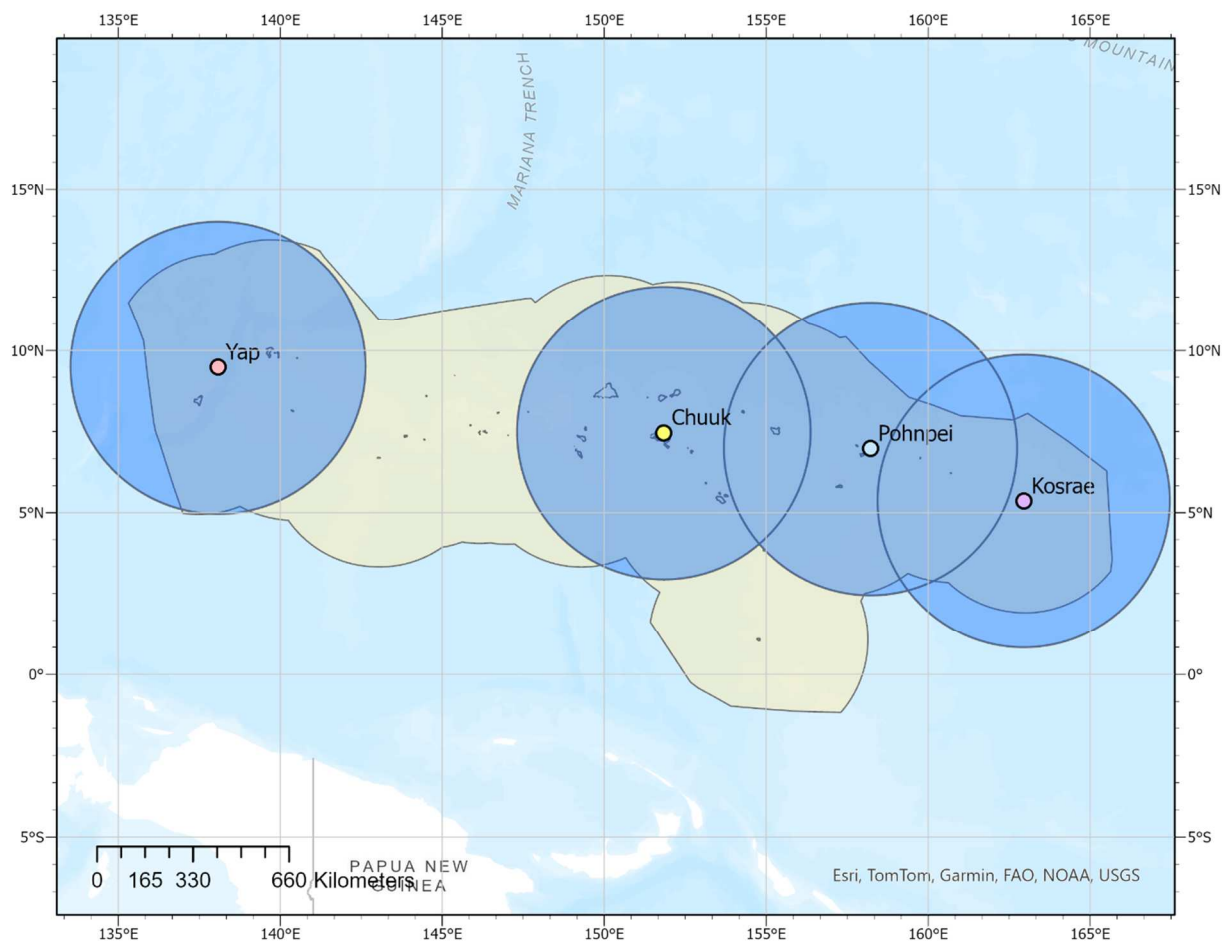 135°E 140°E 145°E 150°E 155°E 160°E 165°E
MOUNTAIN
MARIANA TRENCH
15°N 15°N
10°N 10°N
Yap
Chuuk
Pohnpei
Kosrae
5°N 5°N
0° 0°
5°S 5°S
PAPUA NEW
GUINEA
0 165 330 660 Kilometers
Esri, TomTom, Garmin, FAO, NOAA, USGS
135°E 140°E 145°E 150°E 155°E 160°E 165°E